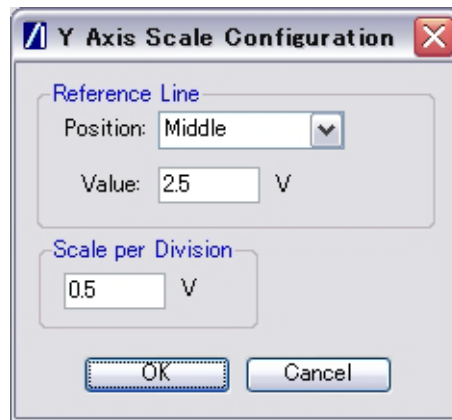 Y Axis Scale Configuration
Reference Line
Position: Middle
Value: 2.5 V
Scale per Division
0.5 V
OK Cancel